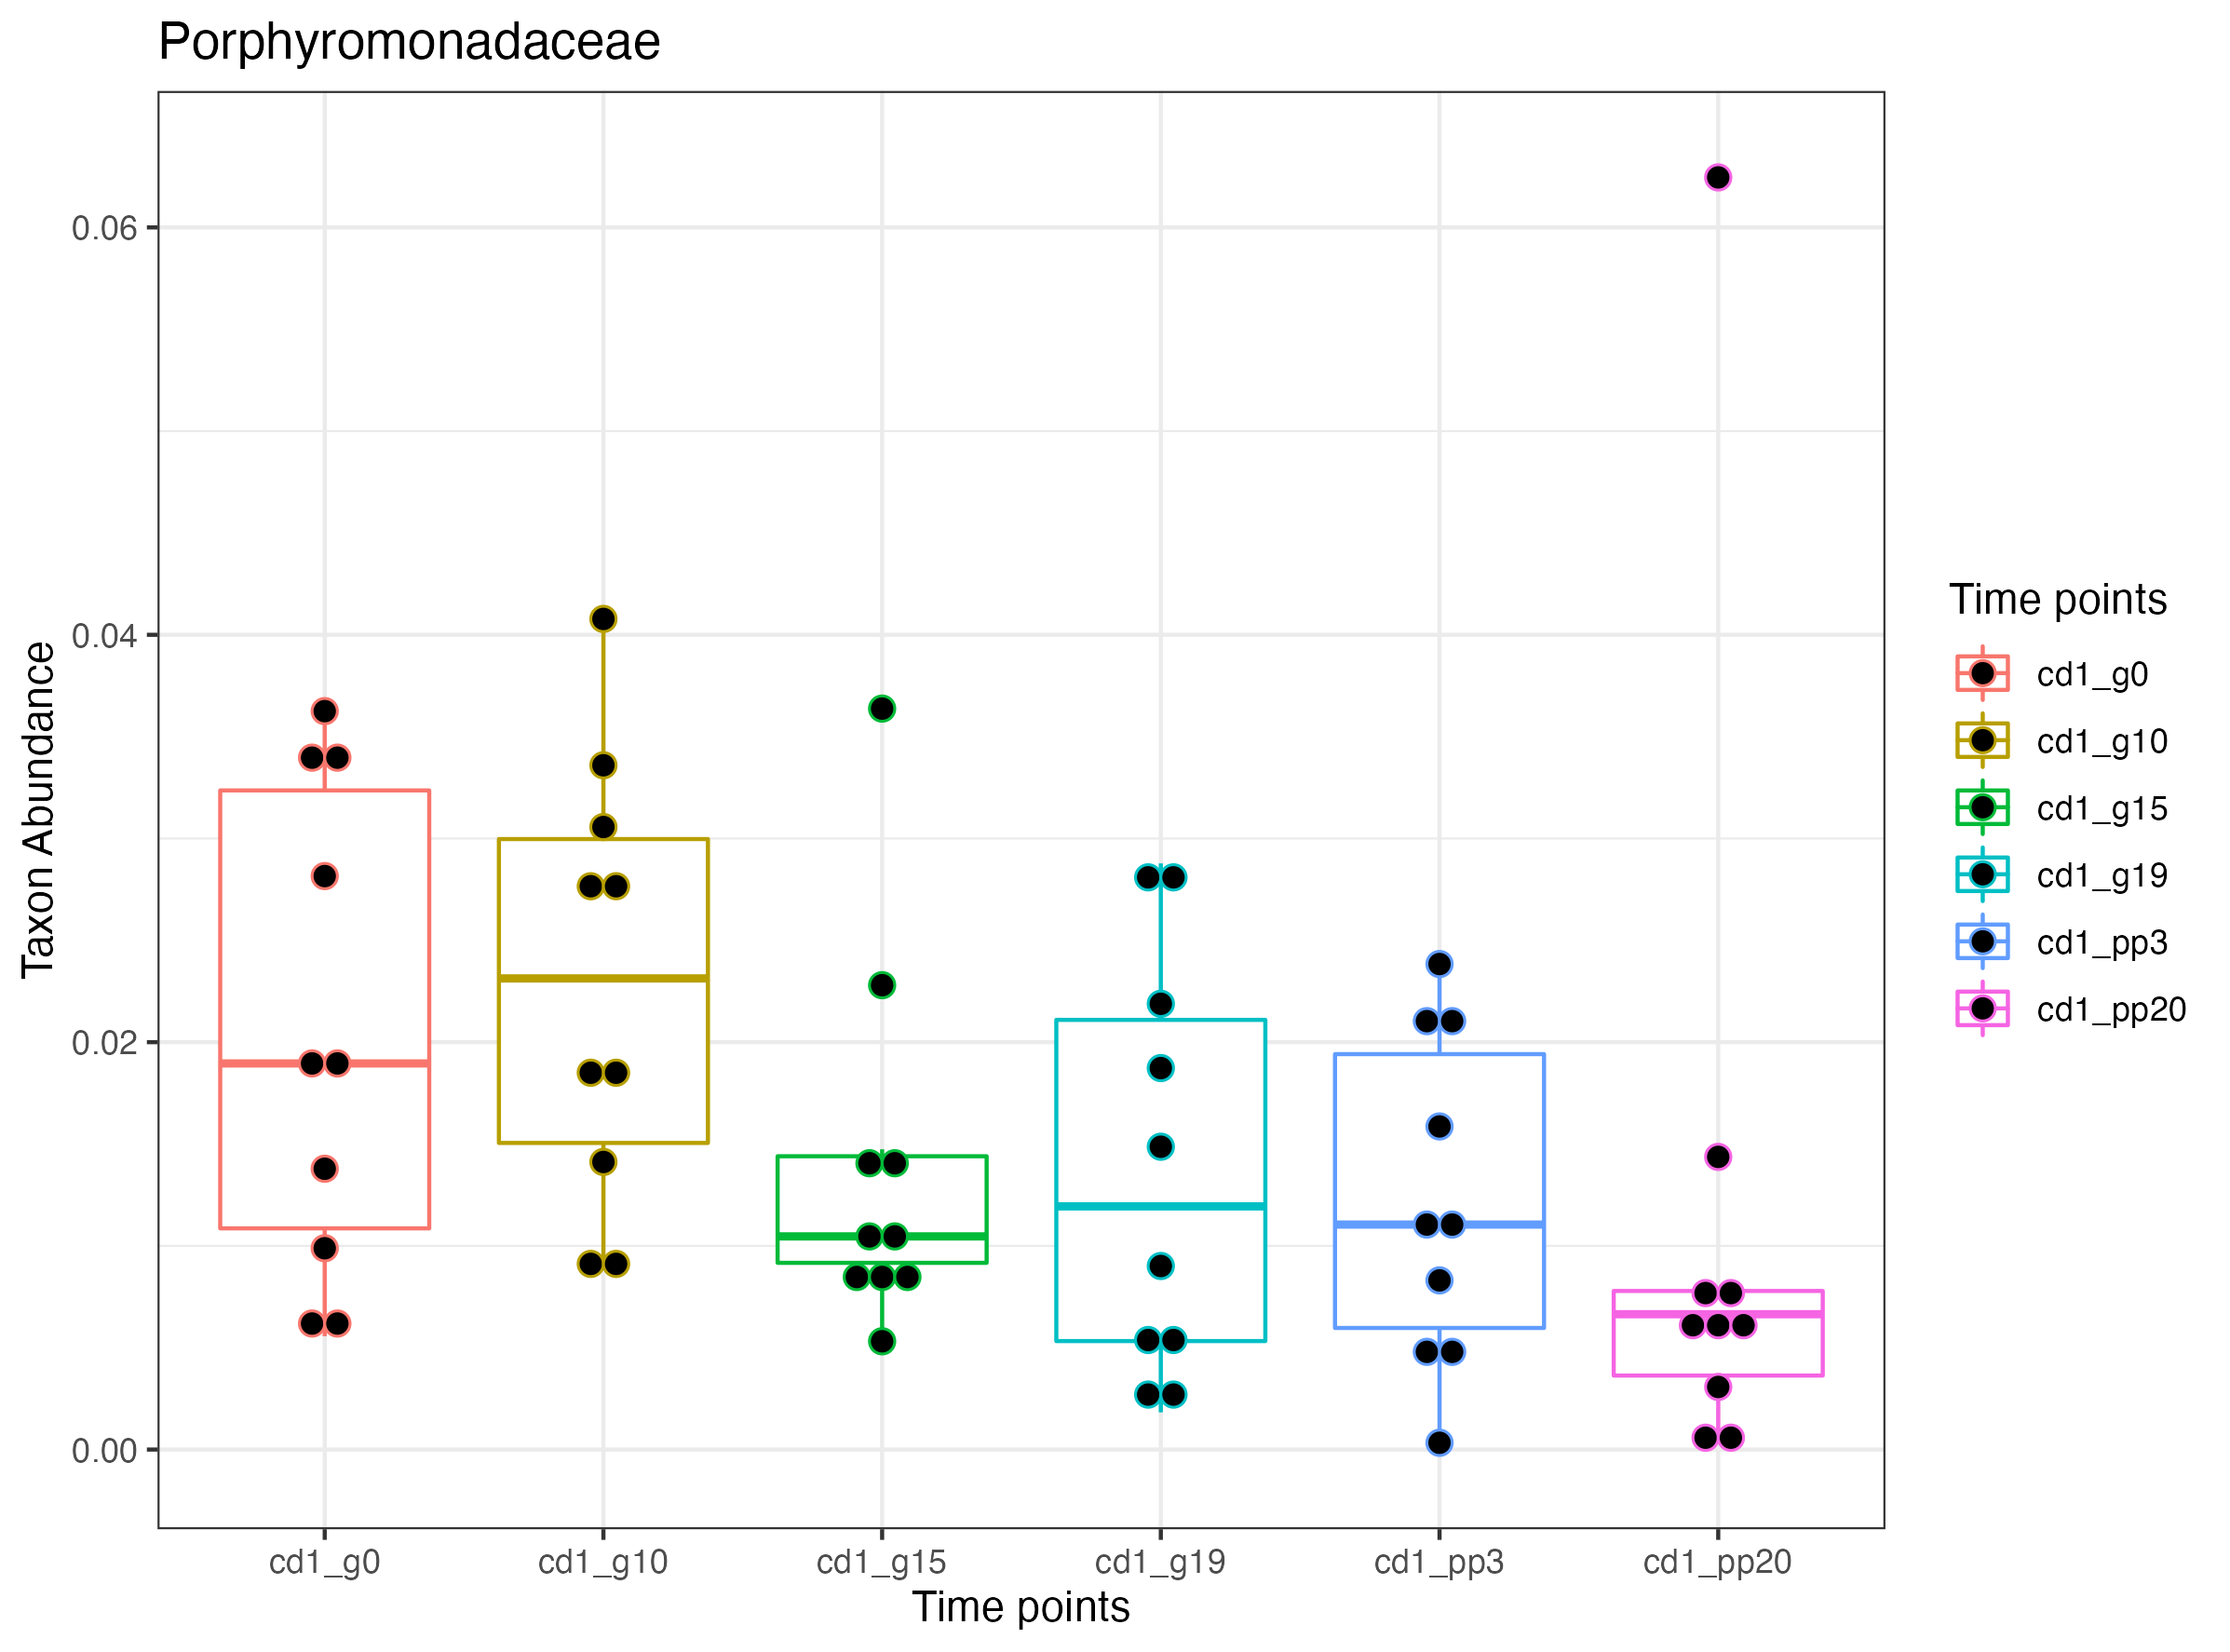 Porphyromonadaceae
Taxon Abundance
0.06
0.04
0.02
0.00
cd1_g0
cd1_g10
cd1_g15
cd1_g19
cd1_pp3
cd1_pp20
Time points
Time points
cd1_g0
cd1_g10
cd1_g15
cd1_g19
cd1_pp3
cd1_pp20